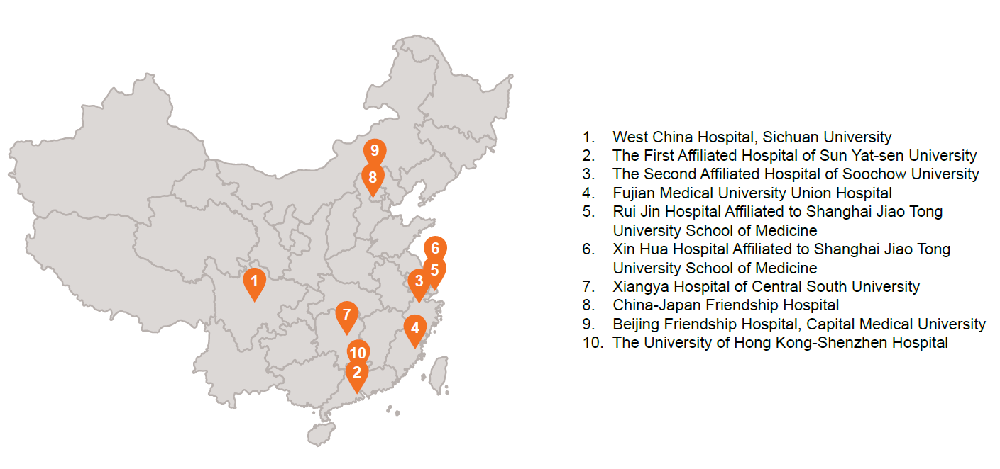 9
8
6
5
3
1
7
4
10
2
1. West China Hospital, Sichuan University
2. The First Affiliated Hospital of Sun Yat-sen University
3. The Second Affiliated Hospital of Soochow University
4. Fujian Medical University Union Hospital
5. Rui Jin Hospital Affiliated to Shanghai Jiao Tong
University School of Medicine
6. Xin Hua Hospital Affiliated to Shanghai Jiao Tong
University School of Medicine
7. Xiangya Hospital of Central South University
8. China-Japan Friendship Hospital
9. Beijing Friendship Hospital, Capital Medical University
10. The University of Hong Kong-Shenzhen Hospital